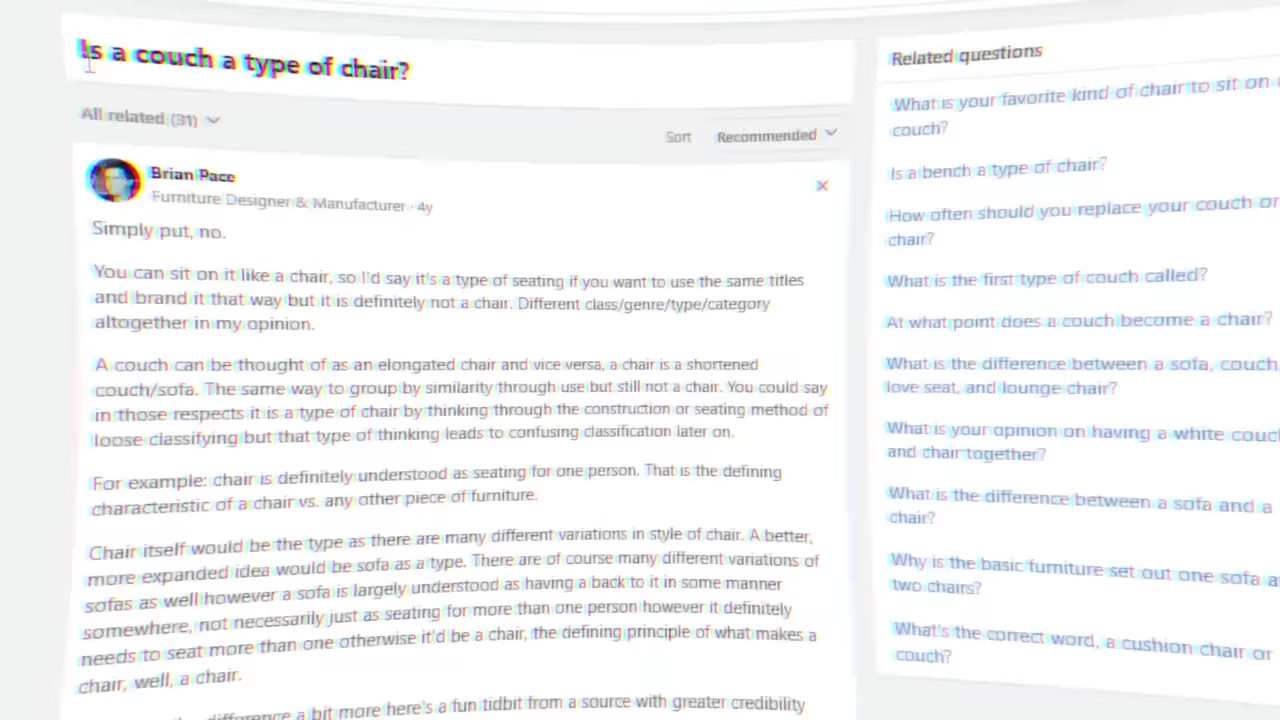 Is a couch a type of chair?
All related (31)
Sort Recommended
Brian Pace
Furniture Designer & Manufacturer · 4y
Simply put, no.
You can sit on it like a chair, so I'd say it's a type of seating if you want to use the same titles
and brand it that way but it is definitely not a chair. Different class/genre/type/category
altogether in my opinion.
A couch can be thought of as an elongated chair and vice versa, a chair is a shortened
couch/sofa. The same way to group by similarity through use but still not a chair. You could say
in those respects it is a type of chair by thinking through the construction or seating method of
loose classifying but that type of thinking leads to confusing classification later on.
For example: chair is definitely understood as seating for one person. That is the defining
characteristic of a chair vs. any other piece of furniture.
Chair itself would be the type as there are many different variations in style of chair. A better,
more expanded idea would be sofa as a type. There are of course many different variations of
sofas as well however a sofa is largely understood as having a back to it in some manner
somewhere, not necessarily just as seating for more than one person however it definitely
needs to seat more than one otherwise it'd be a chair, the defining principle of what makes a
chair, well, a chair.
difference a bit more here's a fun tidbit from a source with greater credibility
Related questions
What is your favorite kind of chair to sit on
couch?
Is a bench a type of chair?
How often should you replace your couch or
chair?
What is the first type of couch called?
At what point does a couch become a chair?
What is the difference between a sofa, couch,
love seat, and lounge chair?
What is your opinion on having a white couch
and chair together?
What is the difference between a sofa and a
chair?
Why is the basic furniture set out one sofa
two chairs?
What's the correct word, a cushion chair or
couch?